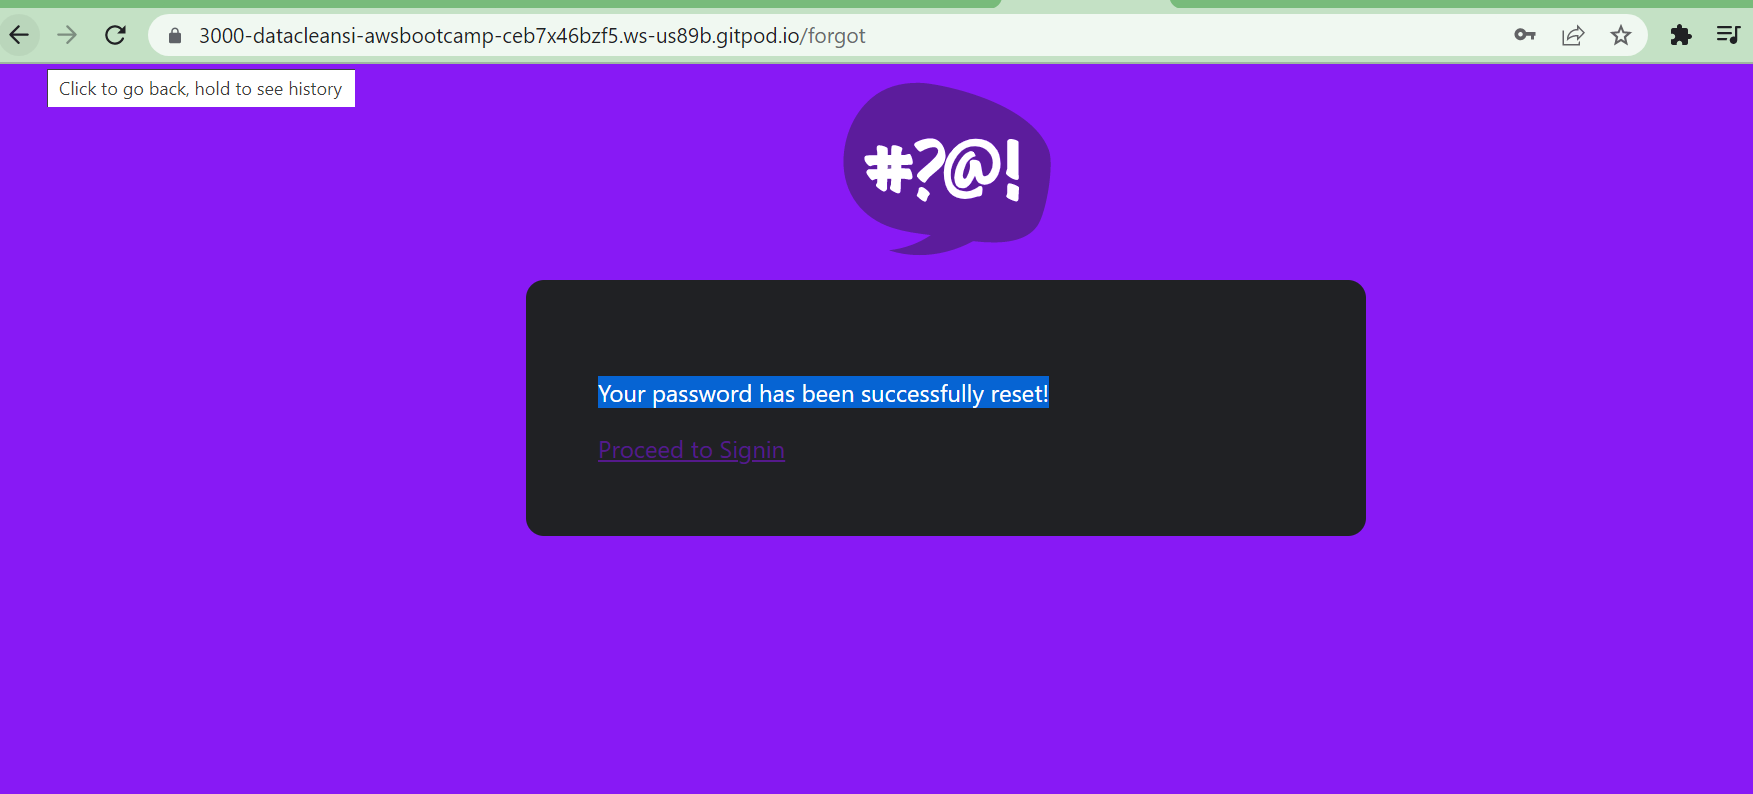 3000-datacleansi-awsbootcamp-ceb7x46bzf5.ws-us89b.gitpod.io/forgot
Click to go back, hold to see history
#?@!
Your password has been successfully reset!
Proceed to Signin